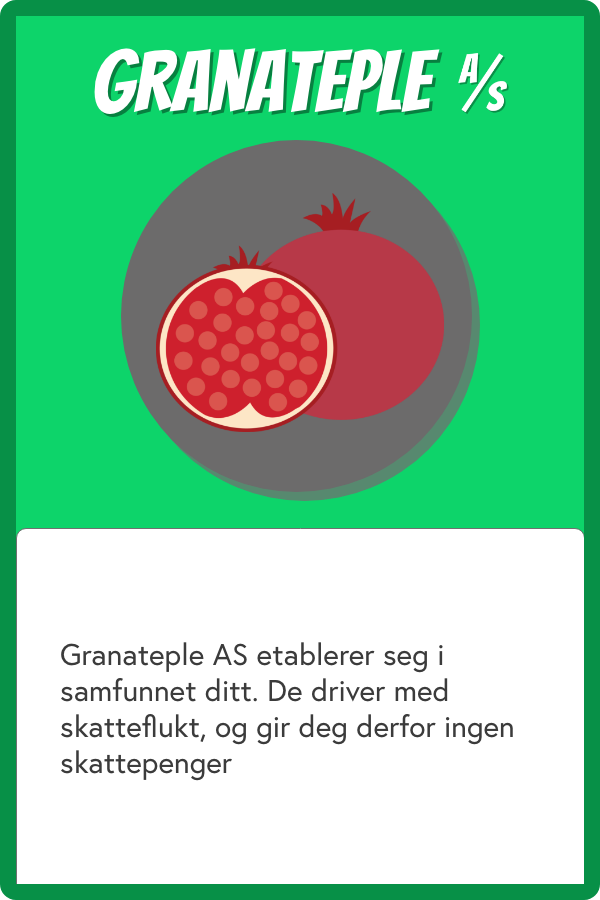 GRANATEPLE A/S
Granateple AS etablerer seg i
samfunnet ditt. De driver med
skatteflukt, og gir deg derfor ingen
skattepenger